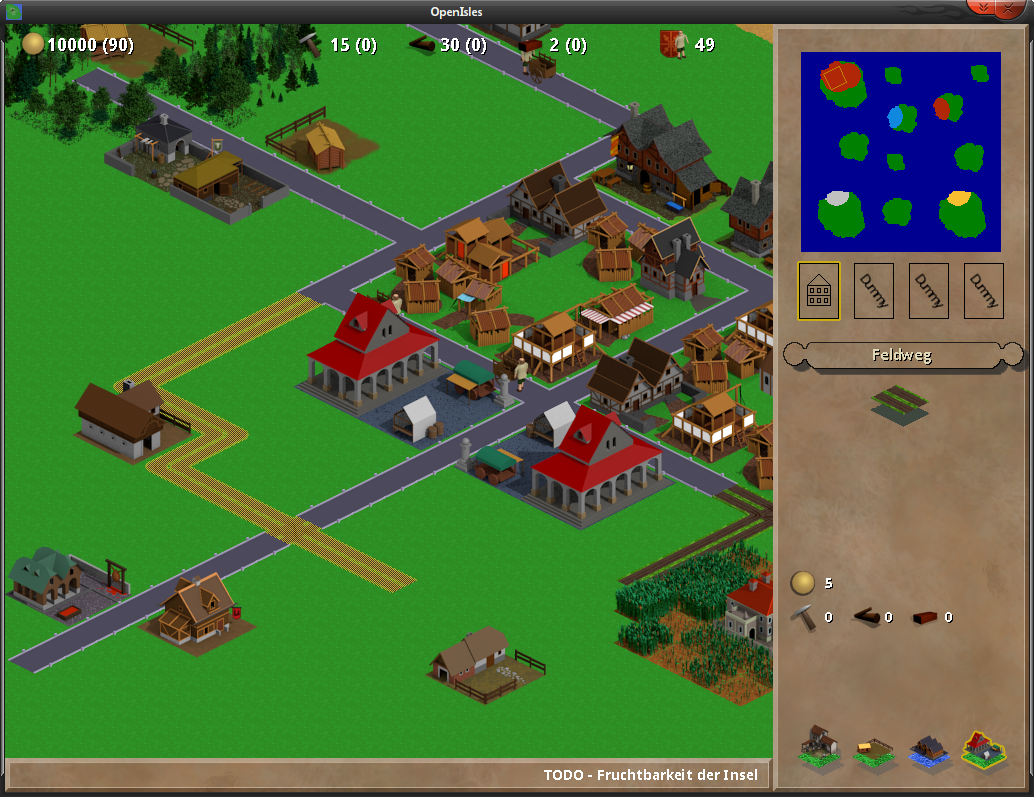 OpenIsles
10000 (90)
15 (0)
30 (0)
2 (0)
49
Dummy
Dummy
Dummy
Feldweg
5
0
0
0
TODO - Fruchtbarkeit der Insel